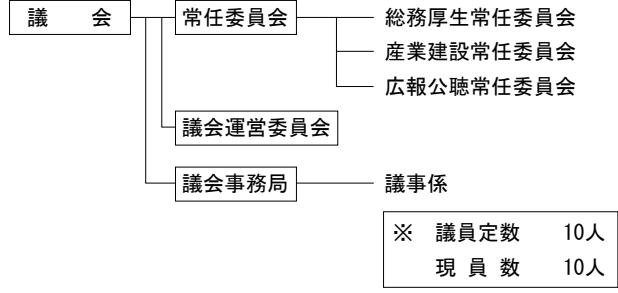 議　　会　常任委員会　総務厚生常任委員会
産業建設常任委員会
広報公聴常任委員会
議会運営委員会
議会事務局　議事係
※　議員定数　10人
現 員 数　10人